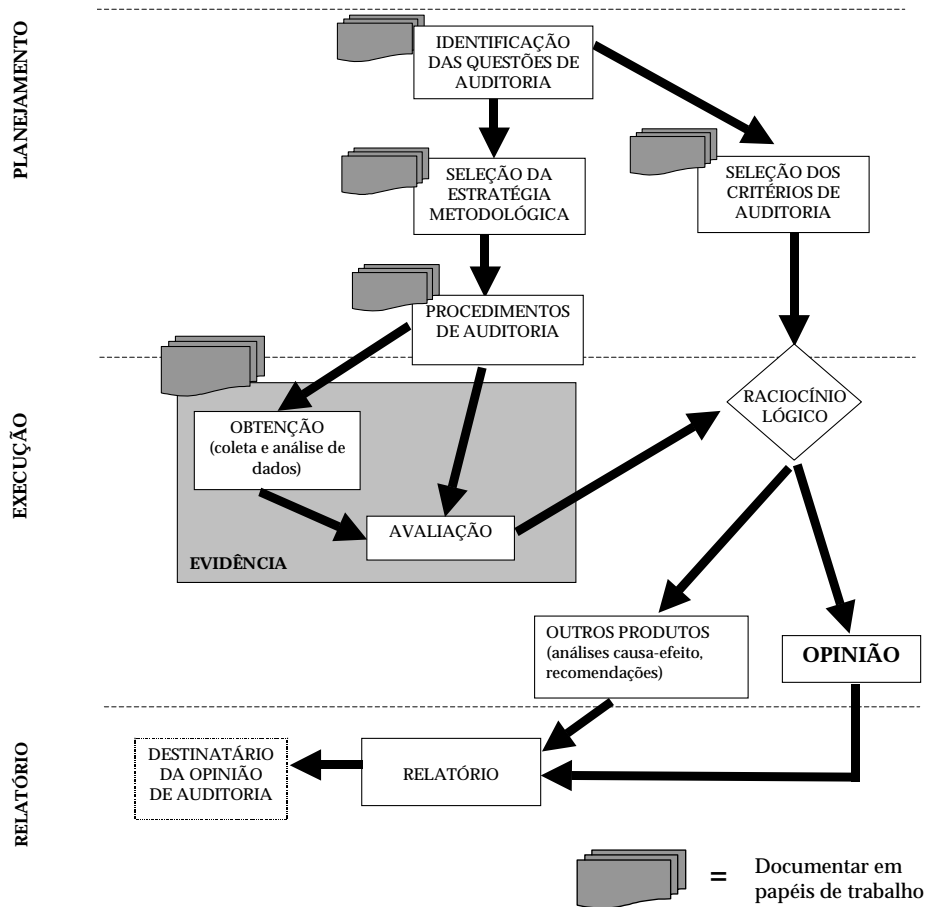 PLANEJAMENTO
IDENTIFICAÇÃO
DAS QUESTÕES DE
AUDITORIA
SELEÇÃO DA
ESTRATÉGIA
METODOLÓGICA
SELEÇÃO DOS
CRITÉRIOS DE
AUDITORIA
PROCEDIMENTOS
DE AUDITORIA
EXECUÇÃO
OBTENÇÃO
(coleta e análise de
dados)
AVALIAÇÃO
EVIDÊNCIA
RACIOCÍNIO
LÓGICO
OUTROS PRODUTOS
(análises causa-efeito,
recomendações)
OPINIÃO
RELATÓRIO
DESTINATÁRIO
DA OPINIÃO
DE AUDITORIA
RELATÓRIO
= Documentar em
papéis de trabalho